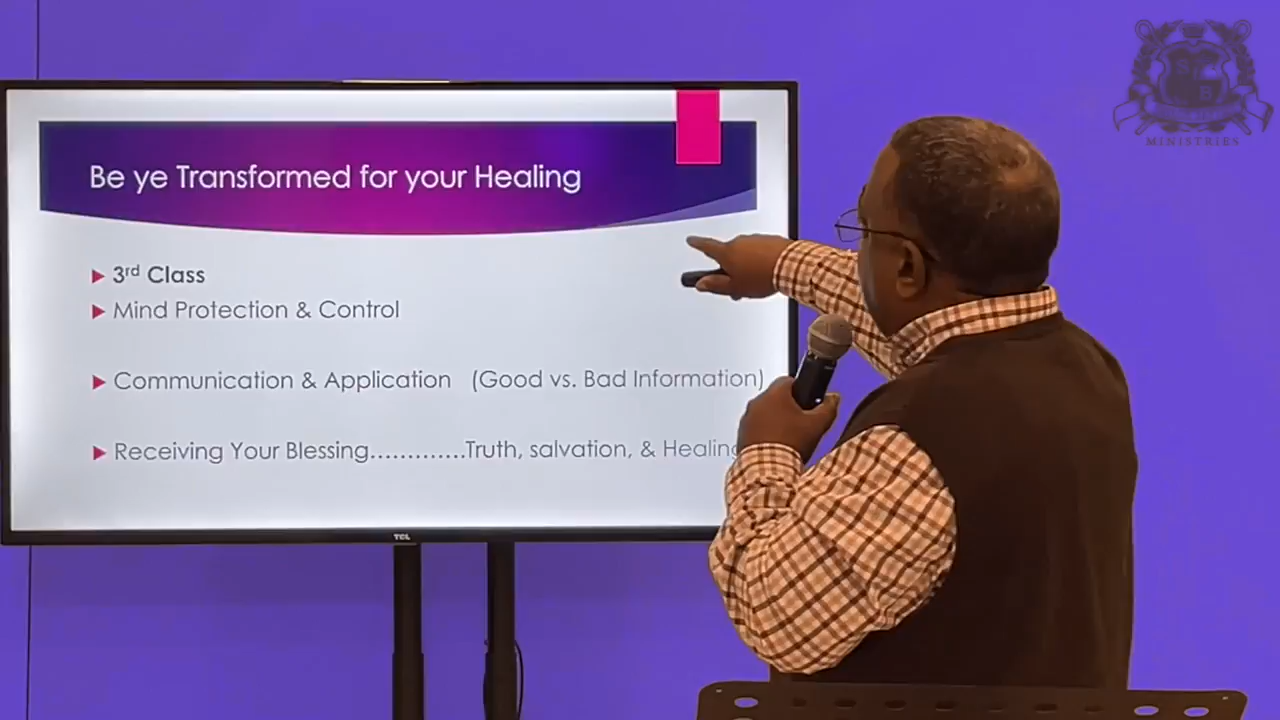 Be ye Transformed for your Healing
3rd Class
Mind Protection & Control
Communication & Application (Good vs. Bad Information)
Receiving Your Blessing.............Truth, salvation, & Healing
TCL
MINISTRIES